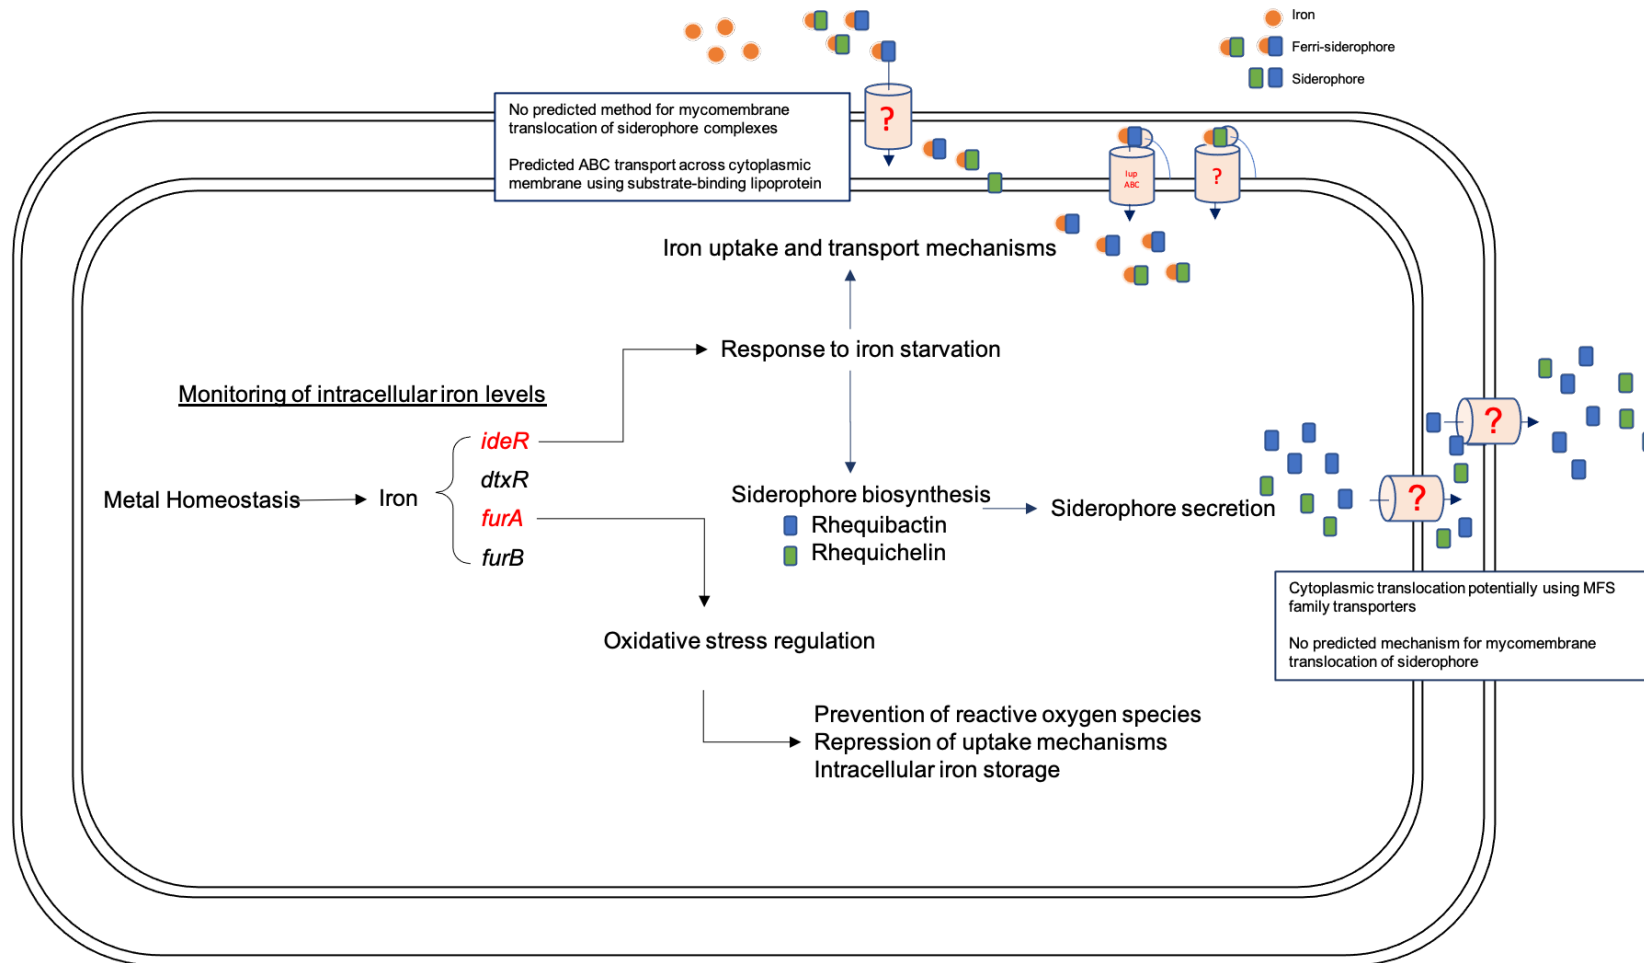 Iron
Ferri-siderophore
Siderophore
No predicted method for mycomembrane
translocation of siderophore complexes
Predicted ABC transport across cytoplasmic
membrane using substrate-binding lipoprotein
?
Iup
ABC
?
Iron uptake and transport mechanisms
Response to iron starvation
Monitoring of intracellular iron levels
ideR
dtxR
Metal Homeostasis
Iron
furA
furB
Siderophore biosynthesis
Rhequibactin
Rhequichelin
Siderophore secretion
?
?
Cytoplasmic translocation potentially using MFS
family transporters
No predicted mechanism for mycomembrane
translocation of siderophore
Oxidative stress regulation
Prevention of reactive oxygen species
Repression of uptake mechanisms
Intracellular iron storage